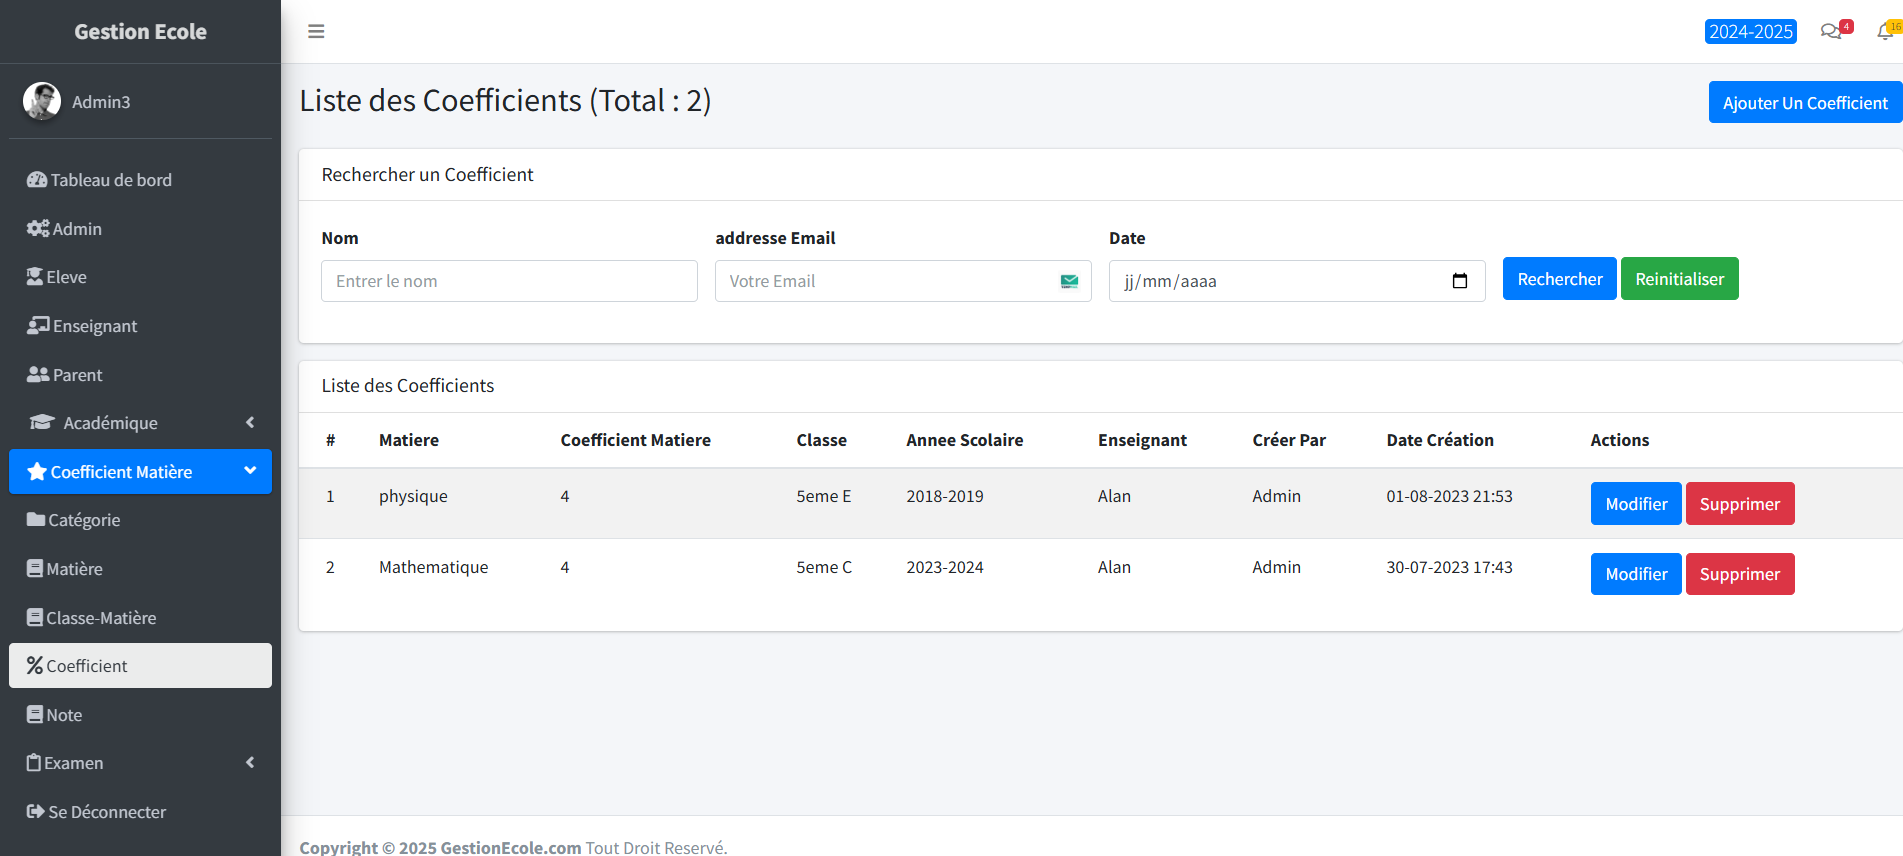 Gestion Ecole
2024-2025
4
16
Admin3
Tableau de bord
Admin
Eleve
Enseignant
Parent
Académique
Coefficient Matière
Catégorie
Matière
Classe-Matière
Coefficient
Note
Examen
Se Déconnecter
Liste des Coefficients (Total : 2)
Ajouter Un Coefficient
Rechercher un Coefficient
Nom addresse Email Date
Entrer le nom Votre Email jj/mm/aaaa Rechercher Reinitialiser
Liste des Coefficients
# Matiere Coefficient Matiere Classe Annee Scolaire Enseignant Créer Par Date Création Actions
1 physique 4 5eme E 2018-2019 Alan Admin 01-08-2023 21:53 Modifier Supprimer
2 Mathematique 4 5eme C 2023-2024 Alan Admin 30-07-2023 17:43 Modifier Supprimer
Copyright © 2025 GestionEcole.com Tout Droit Reservé.